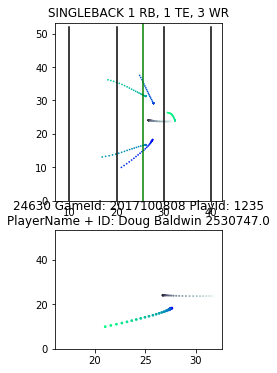 SINGLEBACK 1 RB, 1 TE, 3 WR
50
40
30
20
10
0
10 20 30 40
24630 GameId: 2017100808 PlayId: 1235
PlayerName + ID: Doug Baldwin 2530747.0
40
20
0
20 25 30